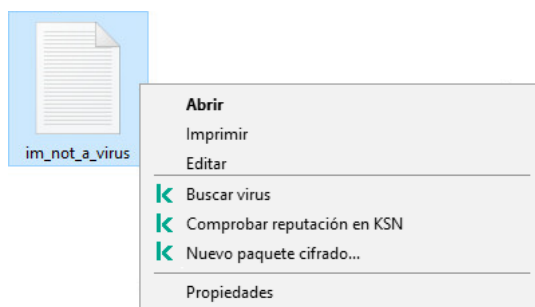 im_not_a_virus
Abrir
Imprimir
Editar
Buscar virus
Comprobar reputación en KSN
Nuevo paquete cifrado...
Propiedades